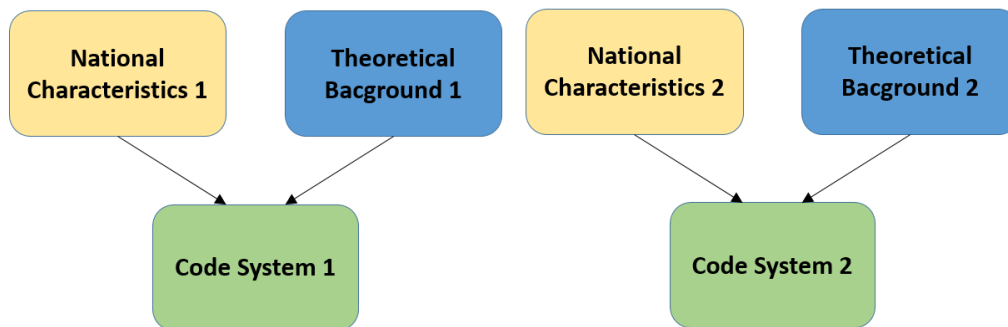 National
Characteristics 1
Theoretical
Bacground 1
National
Characteristics 2
Theoretical
Bacground 2
Code System 1
Code System 2